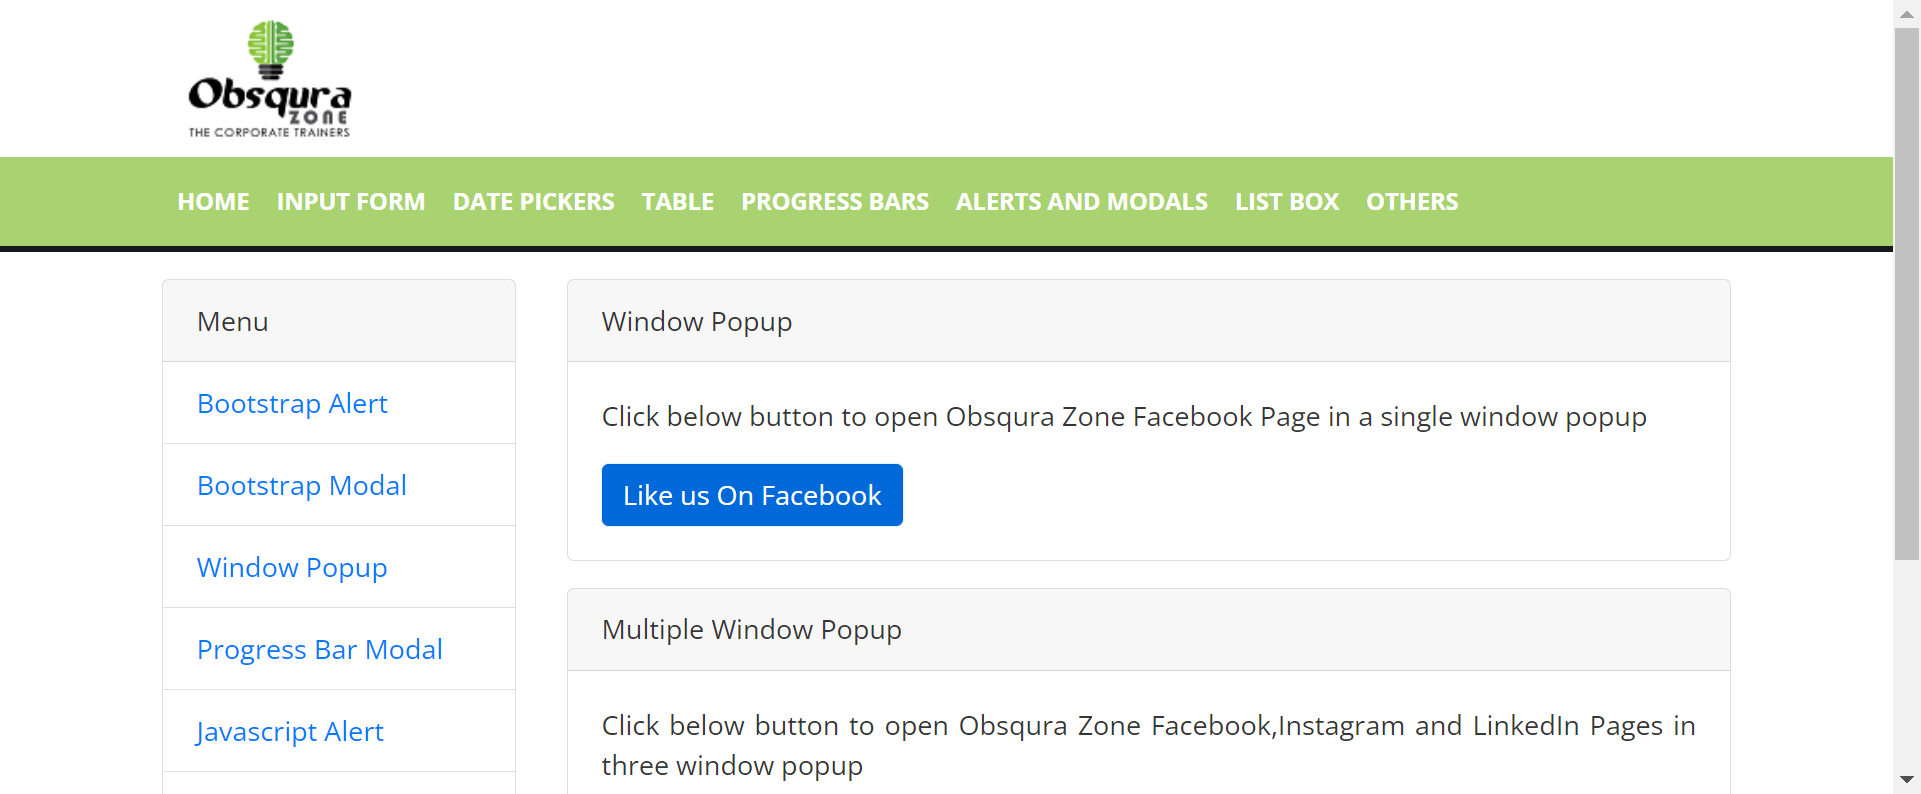 Obsqura
ZONE
THE CORPORATE TRAINERS
HOME INPUT FORM DATE PICKERS TABLE PROGRESS BARS ALERTS AND MODALS LIST BOX OTHERS
Menu
Bootstrap Alert
Bootstrap Modal
Window Popup
Progress Bar Modal
Javascript Alert
Window Popup
Click below button to open Obsqura Zone Facebook Page in a single window popup
Like us On Facebook
Multiple Window Popup
Click below button to open Obsqura Zone Facebook,Instagram and LinkedIn Pages in
three window popup